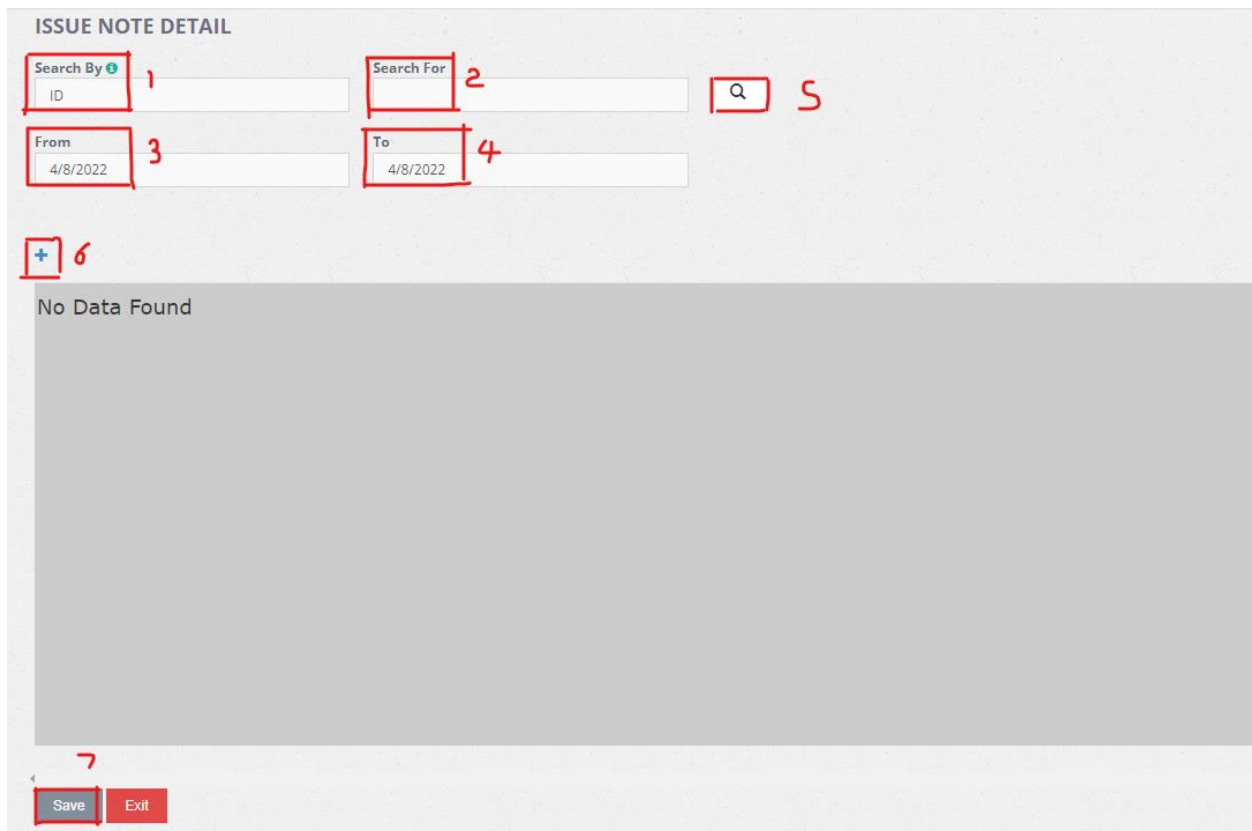 ISSUE NOTE DETAIL
Search By 1 Search For 2
ID 5
From 3 To 4
4/8/2022 4/8/2022
+ 6
No Data Found
7
Save Exit